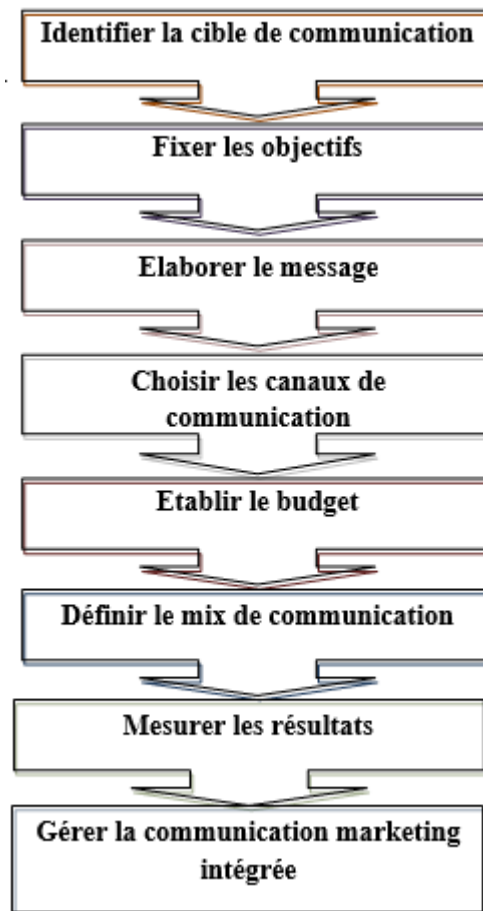 Identifier la cible de communication
Fixer les objectifs
Elaborer le message
Choisir les canaux de
communication
Etablir le budget
Définir le mix de communication
Mesurer les résultats
Gérer la communication marketing
intégrée